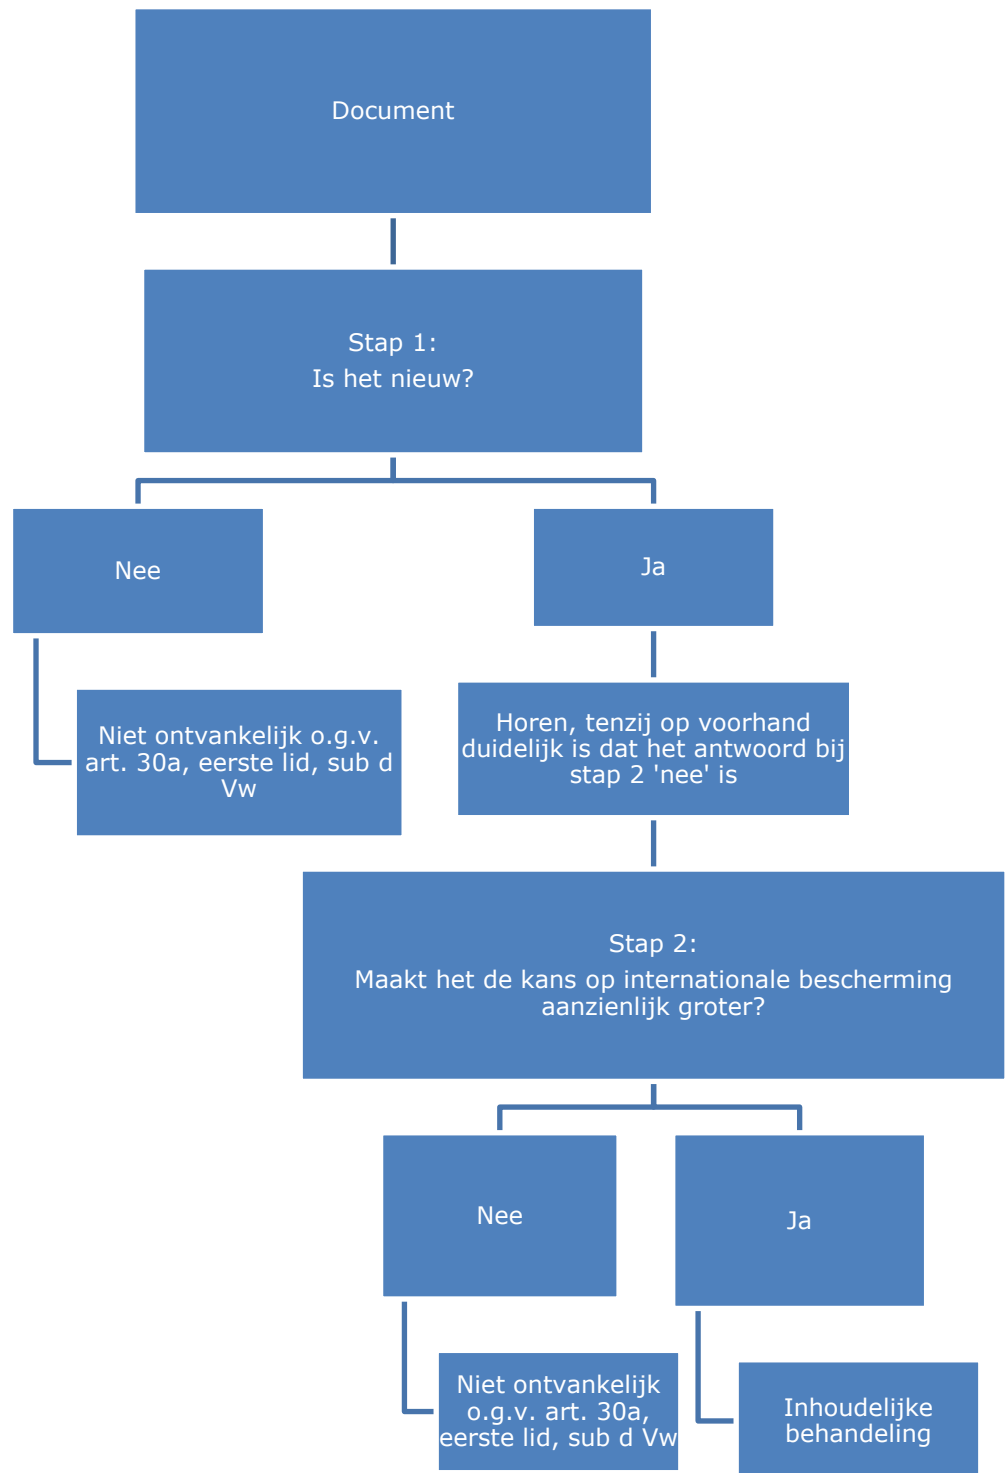 Document
Stap 1:
Is het nieuw?
Nee
Ja
Niet ontvankelijk o.g.v.
art. 30a, eerste lid, sub d
Vw
Horen, tenzij op voorhand
duidelijk is dat het antwoord bij
stap 2 'nee' is
Stap 2:
Maakt het de kans op internationale bescherming
aanzienlijk groter?
Nee
Ja
Niet ontvankelijk
o.g.v. art. 30a,
eerste lid, sub d Vw
Inhoudelijke
behandeling